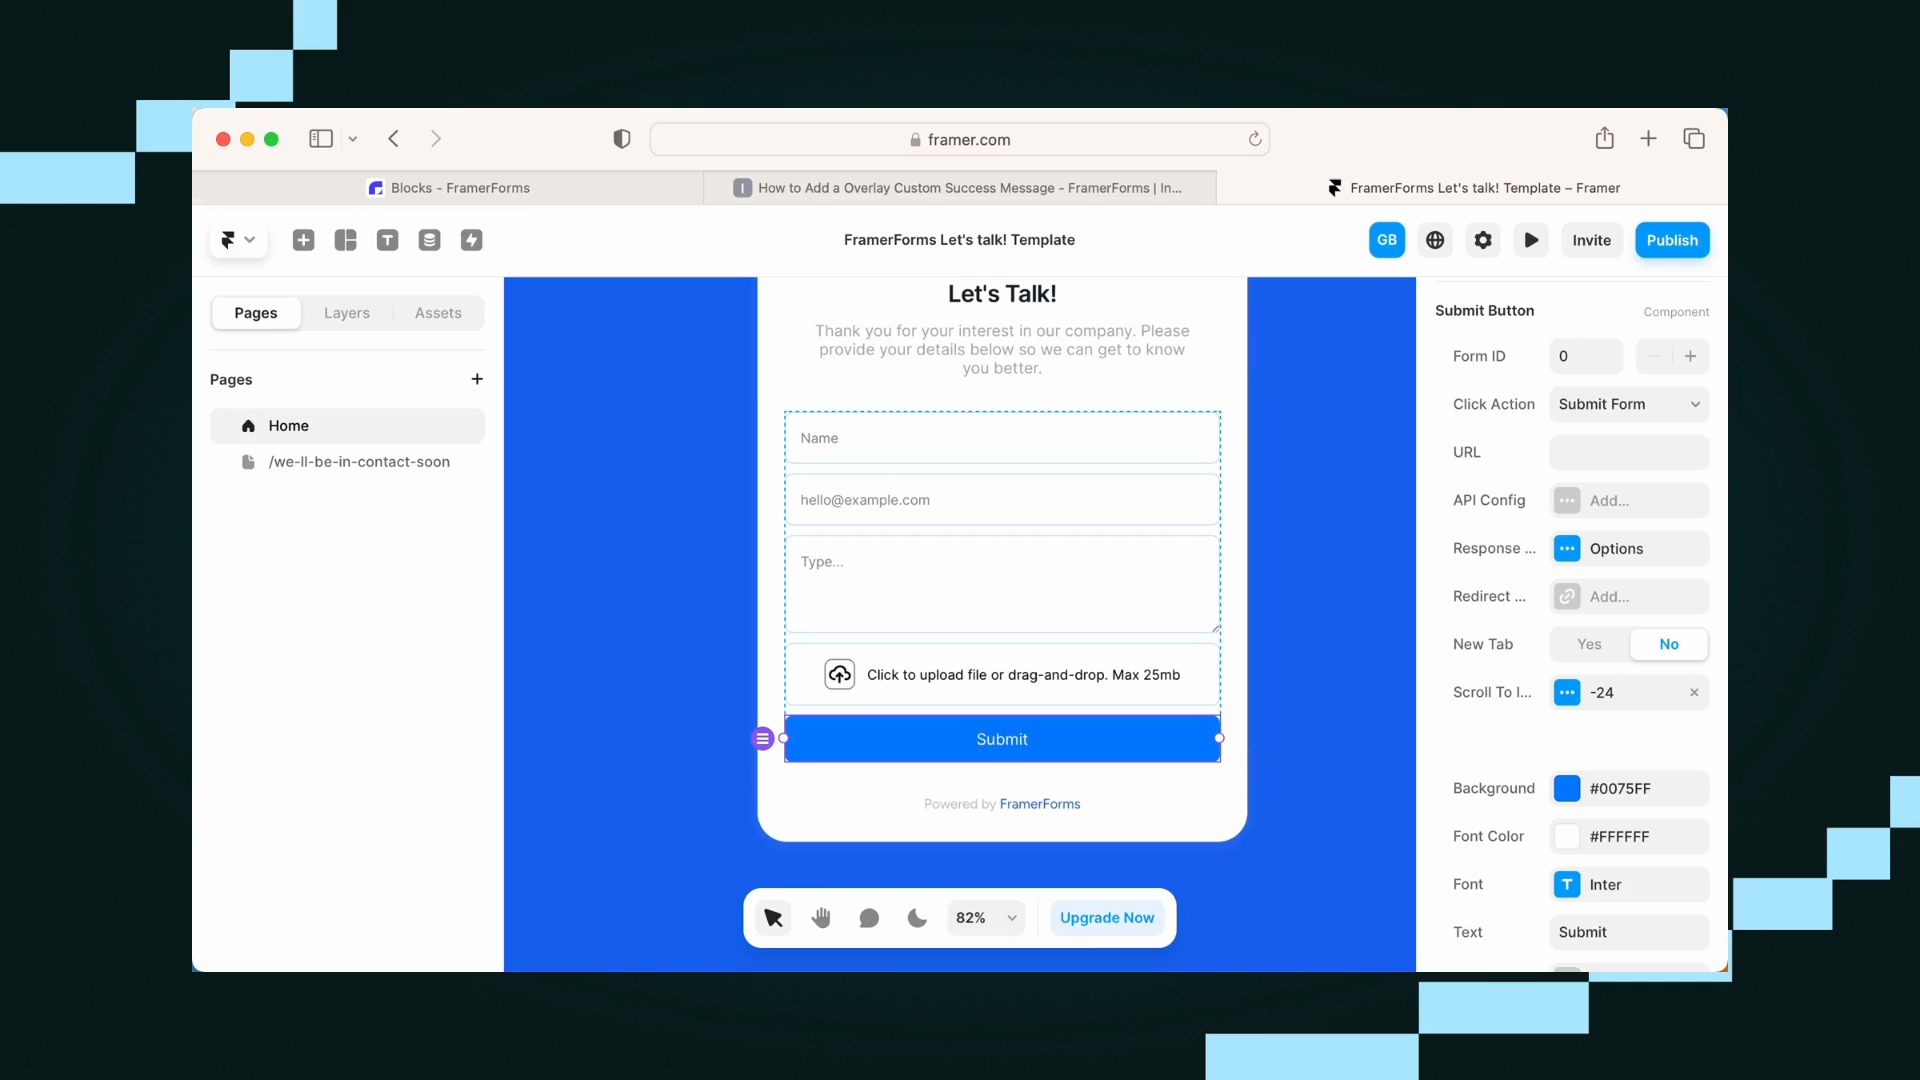 framer.com
Blocks - FramerForms
I
How to Add a Overlay Custom Success Message - FramerForms | In...
FramerForms Let's talk! Template – Framer
T
FramerForms Let's talk! Template
GB
Invite
Publish
Pages
Layers
Assets
Pages
Home
/we-ll-be-in-contact-soon
Let's Talk!
Thank you for your interest in our company. Please
provide your details below so we can get to know
you better.
Name
hello@example.com
Type...
Click to upload file or drag-and-drop. Max 25mb
Submit
Powered by FramerForms
82%
Upgrade Now
Submit Button
Component
Form ID
0
Click Action
Submit Form
URL
API Config
Add...
Response ...
Options
Redirect ...
Add...
New Tab
Yes
No
Scroll To I...
-24
Background
#0075FF
Font Color
#FFFFFF
Font
T
Inter
Text
Submit